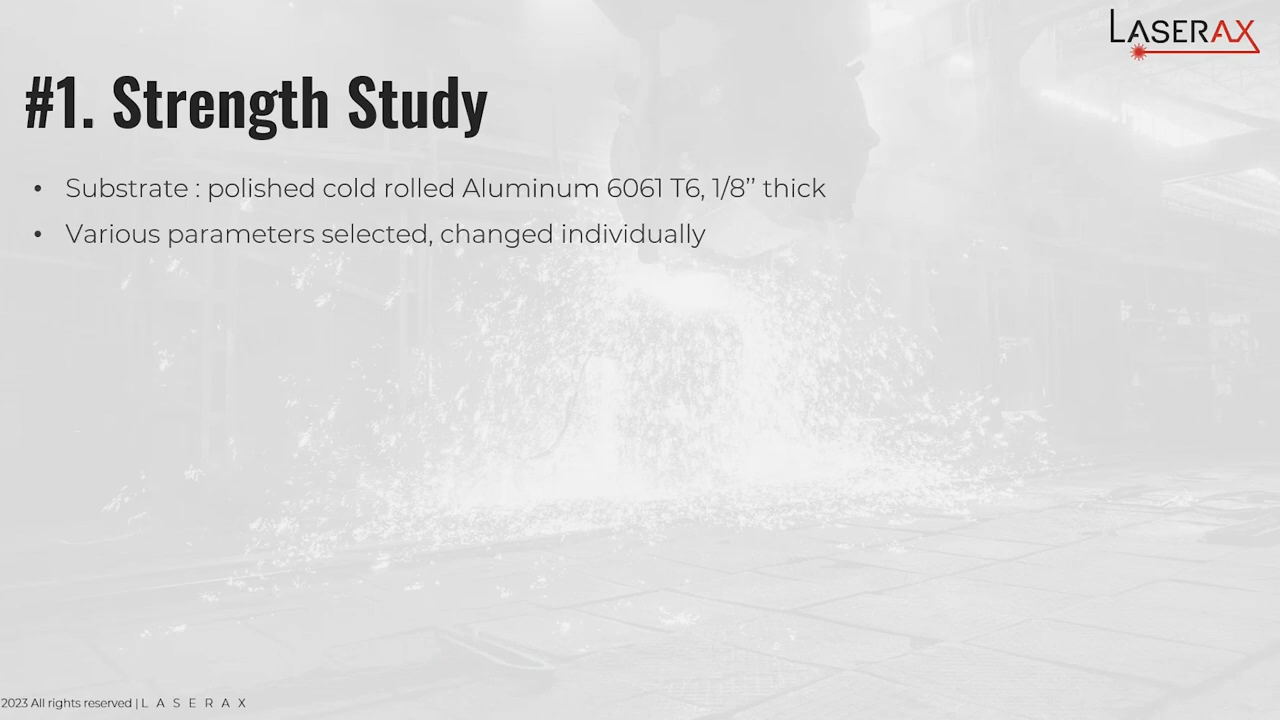 LASERAX
#1. Strength Study
• Substrate : polished cold rolled Aluminum 6061 T6, 1/8’’ thick
• Various parameters selected, changed individually
2023 All rights reserved | L A S E R A X